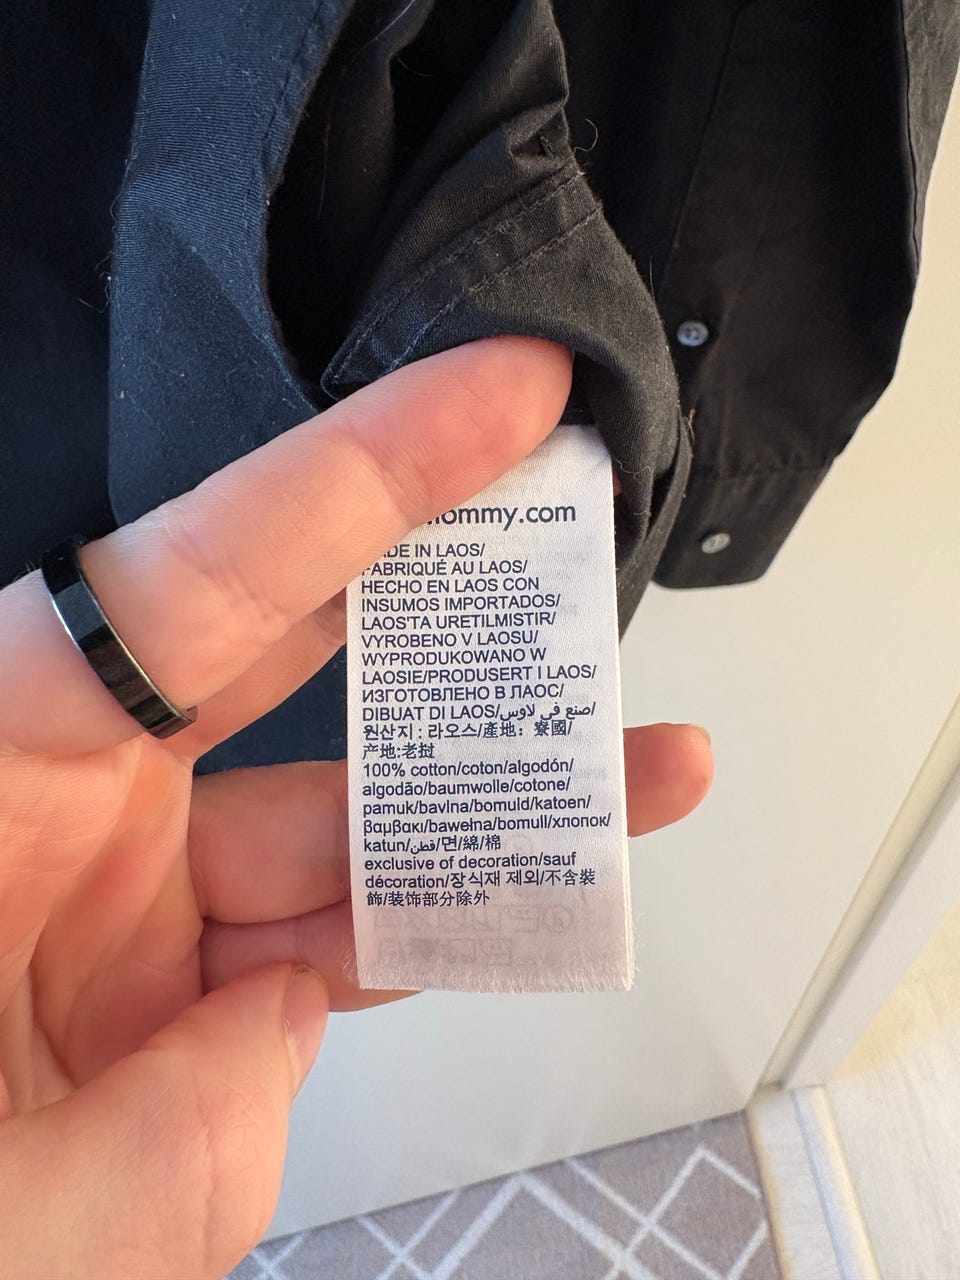 ommy.com
DE IN LAOS/
FABRIQUÉ AU LAOS/
HECHO EN LAOS CON
INSUMOS IMPORTADOS/
LAOS'TA URETILMISTIR/
VYROBENO V LAOSU/
WYPRODUKOWANO W
LAOSIE/PRODUSERT I LAOS/
ИЗГОТОВЛЕНО В ЛАОС/
DIBUAT DI LAOS/صنع في لاوس/
원산지 : 라오스/產地：寮國/
产地:老挝
100% cotton/coton/algodón/
algodão/baumwolle/cotone/
pamuk/bavlna/bomuld/katoen/
βαμβακι/bawełna/bomull/хлопок/
katun/قطن/면/綿/棉
exclusive of decoration/sauf
décoration/장식재 제외/不含裝
飾/装饰部分除外